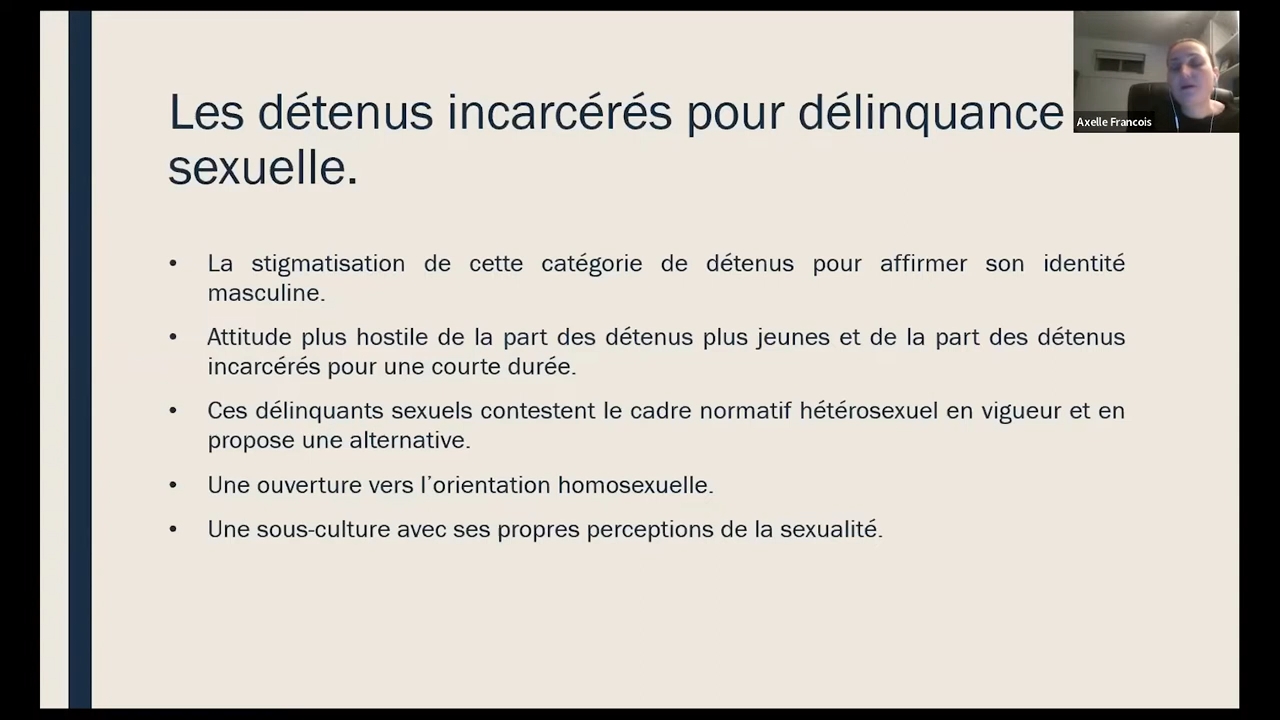 Les détenus incarcérés pour délinquance
sexuelle.
Axelle Francois
• La stigmatisation de cette catégorie de détenus pour affirmer son identité
masculine.
• Attitude plus hostile de la part des détenus plus jeunes et de la part des détenus
incarcérés pour une courte durée.
• Ces délinquants sexuels contestent le cadre normatif hétérosexuel en vigueur et en
propose une alternative.
• Une ouverture vers l’orientation homosexuelle.
• Une sous-culture avec ses propres perceptions de la sexualité.